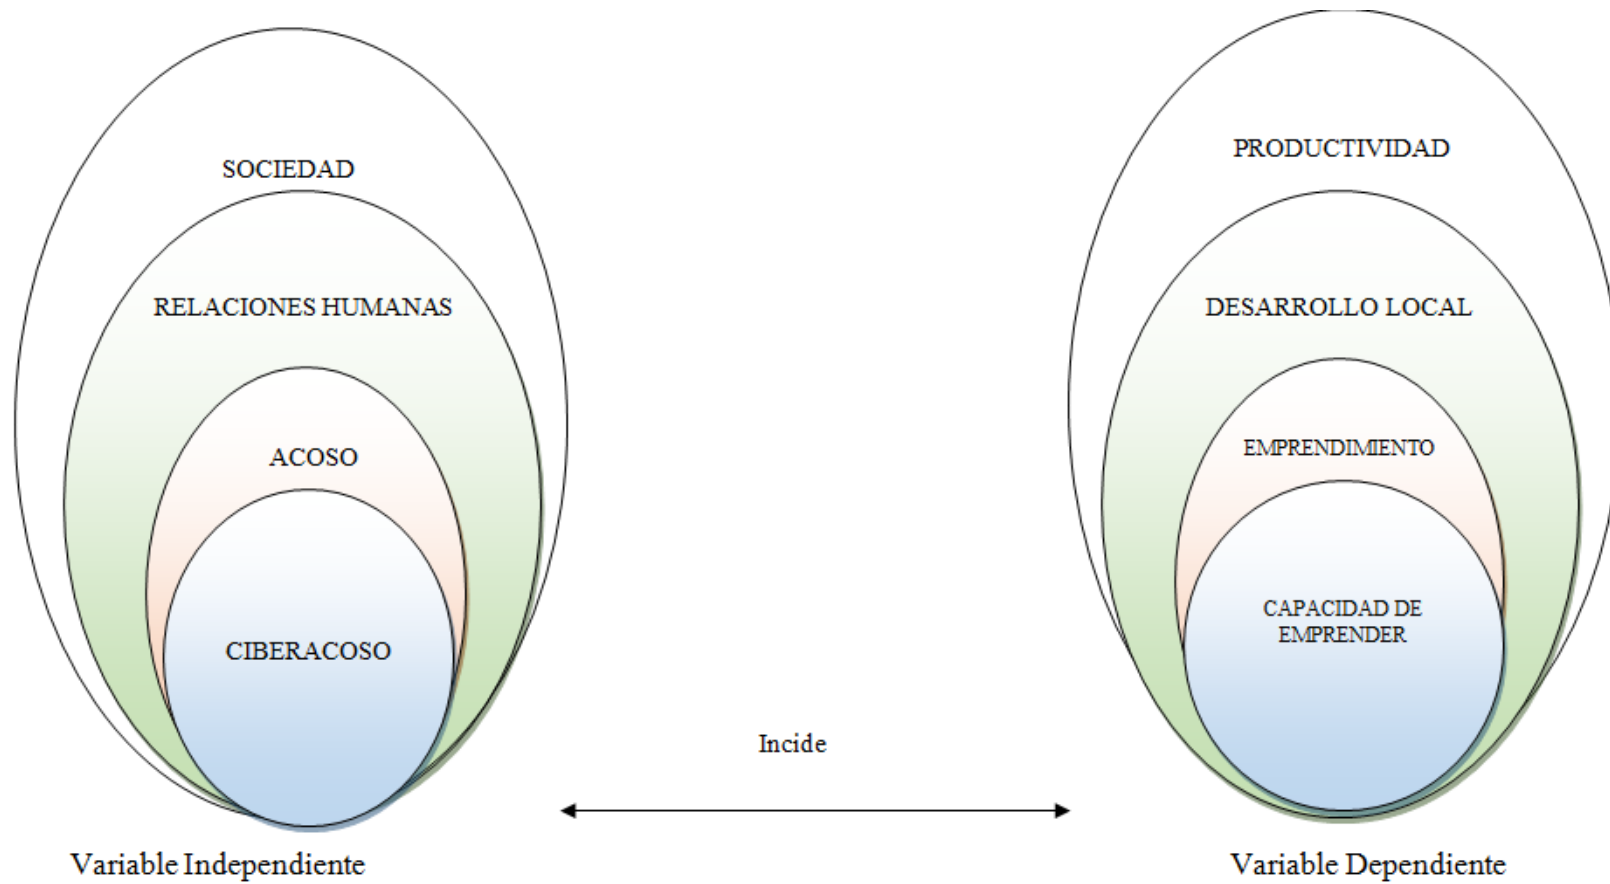 SOCIEDAD
RELACIONES HUMANAS
ACOSO
CIBERACOSO
Variable Independiente
Incide
PRODUCTIVIDAD
DESARROLLO LOCAL
EMPRENDIMIENTO
CAPACIDAD DE
EMPRENDER
Variable Dependiente